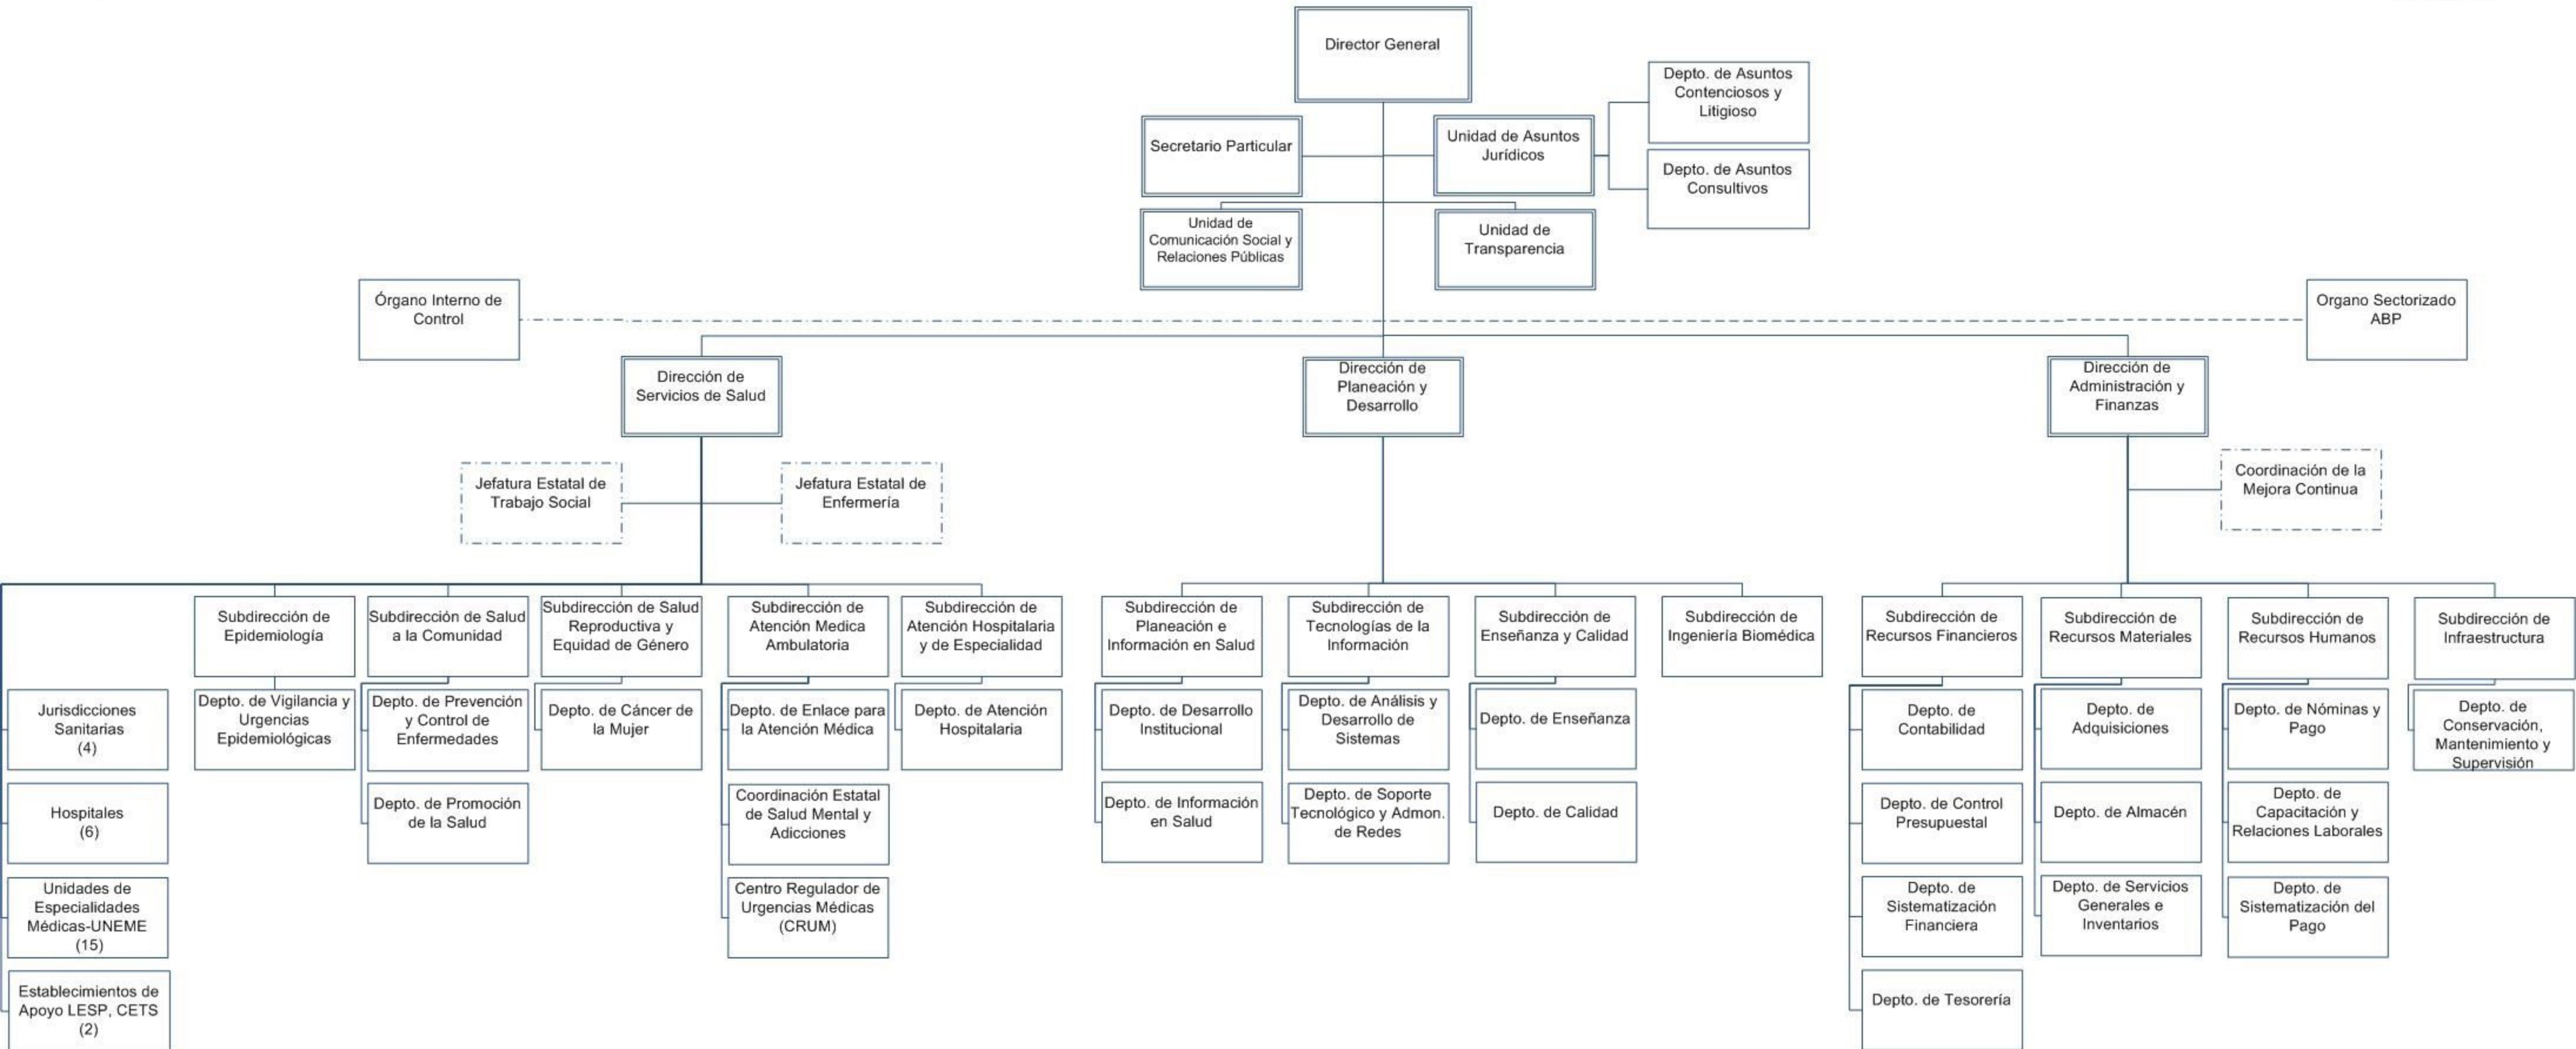 Director General
Depto. de Asuntos
Contenciosos y
Litigioso
Secretario Particular
Unidad de Asuntos
Jurídicos
Depto. de Asuntos
Consultivos
Unidad de
Comunicación Social y
Relaciones Públicas
Unidad de
Transparencia
Órgano Interno de
Control
Organo Sectorizado
ABP
Dirección de
Servicios de Salud
Dirección de
Planeación y
Desarrollo
Dirección de
Administración y
Finanzas
Jefatura Estatal de
Trabajo Social
Jefatura Estatal de
Enfermería
Coordinación de la
Mejora Continua
Subdirección de
Epidemiología
Subdirección de Salud
a la Comunidad
Subdirección de Salud
Reproductiva y
Equidad de Género
Subdirección de
Atención Medica
Ambulatoria
Subdirección de
Atención Hospitalaria
y de Especialidad
Subdirección de
Planeación e
Información en Salud
Subdirección de
Tecnologías de la
Información
Subdirección de
Enseñanza y Calidad
Subdirección de
Ingeniería Biomédica
Subdirección de
Recursos Financieros
Subdirección de
Recursos Materiales
Subdirección de
Recursos Humanos
Subdirección de
Infraestructura
Jurisdicciones
Sanitarias
(4)
Depto. de Vigilancia y
Urgencias
Epidemiológicas
Depto. de Prevención
y Control de
Enfermedades
Depto. de Cáncer de
la Mujer
Depto. de Enlace para
la Atención Médica
Depto. de Atención
Hospitalaria
Depto. de Desarrollo
Institucional
Depto. de Análisis y
Desarrollo de
Sistemas
Depto. de Enseñanza
Depto. de
Contabilidad
Depto. de
Adquisiciones
Depto. de Nóminas y
Pago
Depto. de
Conservación,
Mantenimiento y
Supervisión
Hospitales
(6)
Depto. de Promoción
de la Salud
Coordinación Estatal
de Salud Mental y
Adicciones
Depto. de Información
en Salud
Depto. de Soporte
Tecnológico y Admon.
de Redes
Depto. de Calidad
Depto. de Control
Presupuestal
Depto. de Almacén
Depto. de
Capacitación y
Relaciones Laborales
Unidades de
Especialidades
Médicas-UNEME
(15)
Centro Regulador de
Urgencias Médicas
(CRUM)
Depto. de
Sistematización
Financiera
Depto. de Servicios
Generales e
Inventarios
Depto. de
Sistematización del
Pago
Establecimientos de
Apoyo LESP, CETS
(2)
Depto. de Tesorería